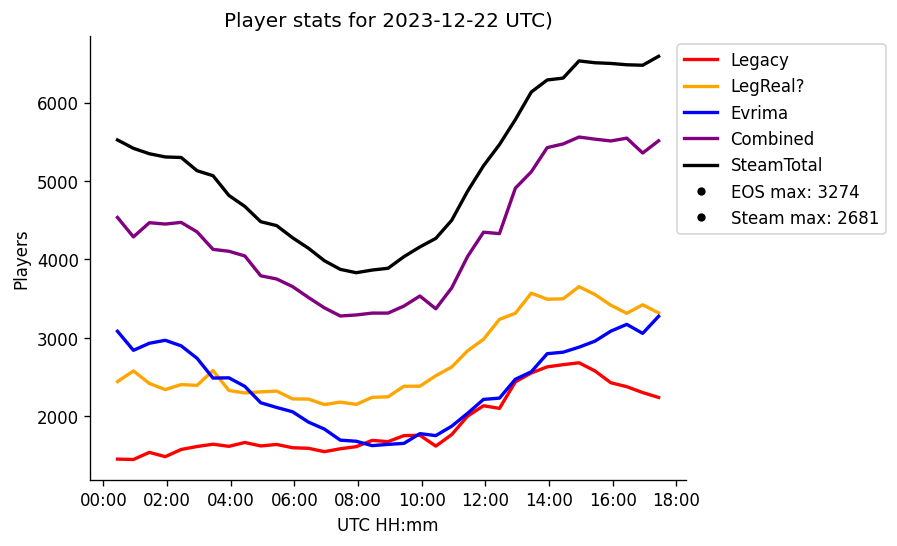 Player stats for 2023-12-22 UTC)
Legacy
LegReal?
Evrima
Combined
SteamTotal
EOS max: 3274
Steam max: 2681
Players
6000
5000
4000
3000
2000
00:00 02:00 04:00 06:00 08:00 10:00 12:00 14:00 16:00 18:00
UTC HH:mm